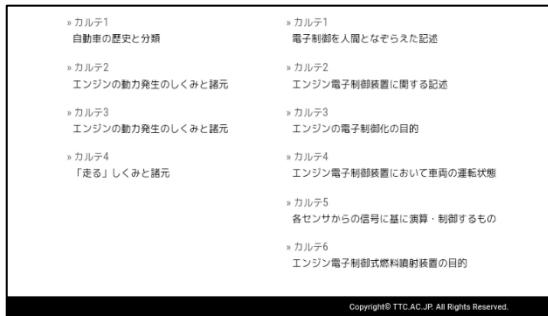 » カルテ1
自動車の歴史と分類
» カルテ2
エンジンの動力発生のしくみと諸元
» カルテ3
エンジンの動力発生のしくみと諸元
» カルテ4
「走る」しくみと諸元
» カルテ1
電子制御を人間となぞらえた記述
» カルテ2
エンジン電子制御装置に関する記述
» カルテ3
エンジンの電子制御化の目的
» カルテ4
エンジン電子制御装置において車両の運転状態
» カルテ5
各センサからの信号に基に演算・制御するもの
» カルテ6
エンジン電子制御式燃料噴射装置の目的
Copyright© TTC.AC.JP. All Rights Reserved.